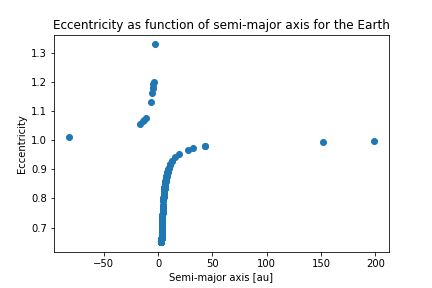 Eccentricity as function of semi-major axis for the Earth
1.3
1.2
1.1
1.0
0.9
0.8
0.7
Eccentricity
−50 0 50 100 150 200
Semi-major axis [au]